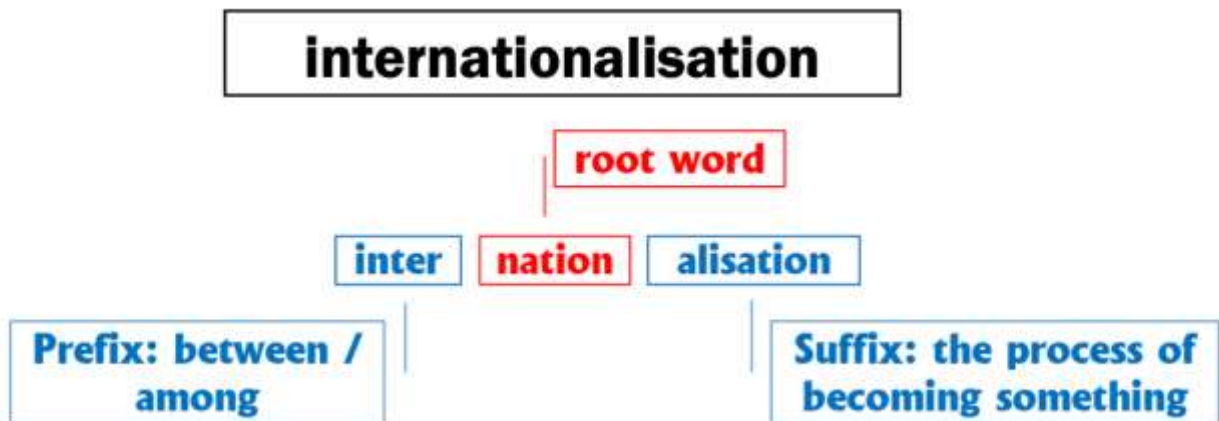 internationalisation
root word
inter nation alisation
Prefix: between /
among
Suffix: the process of
becoming something